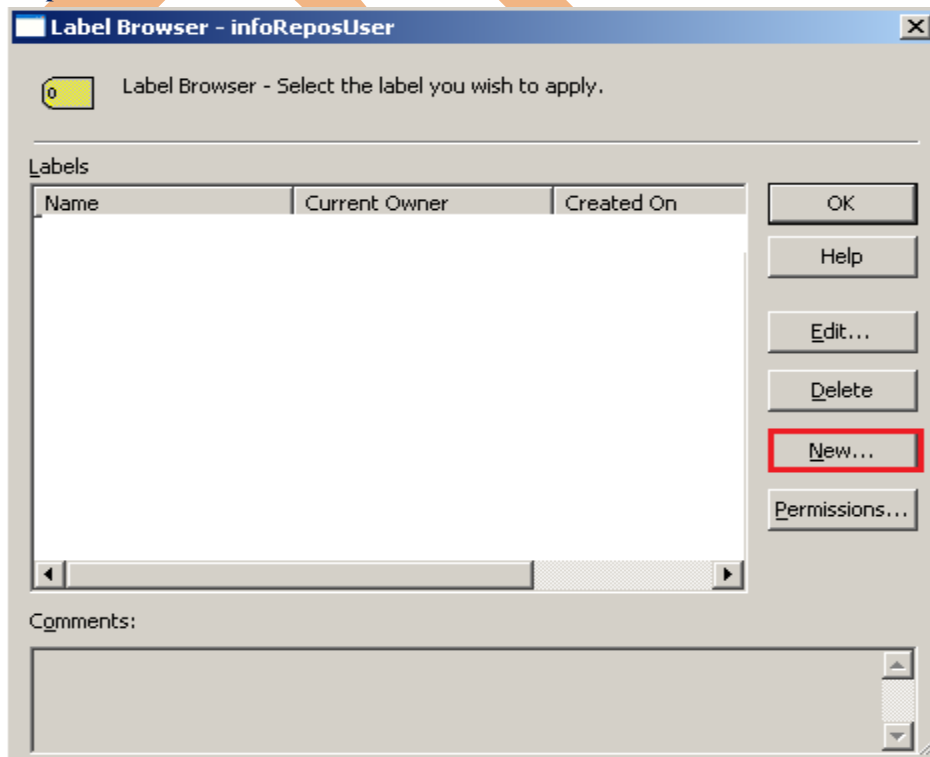 Label Browser - infoReposUser
Label Browser - Select the label you wish to apply.
Labels
Name Current Owner Created On
OK
Help
Edit...
Delete
New...
Permissions...
Comments: